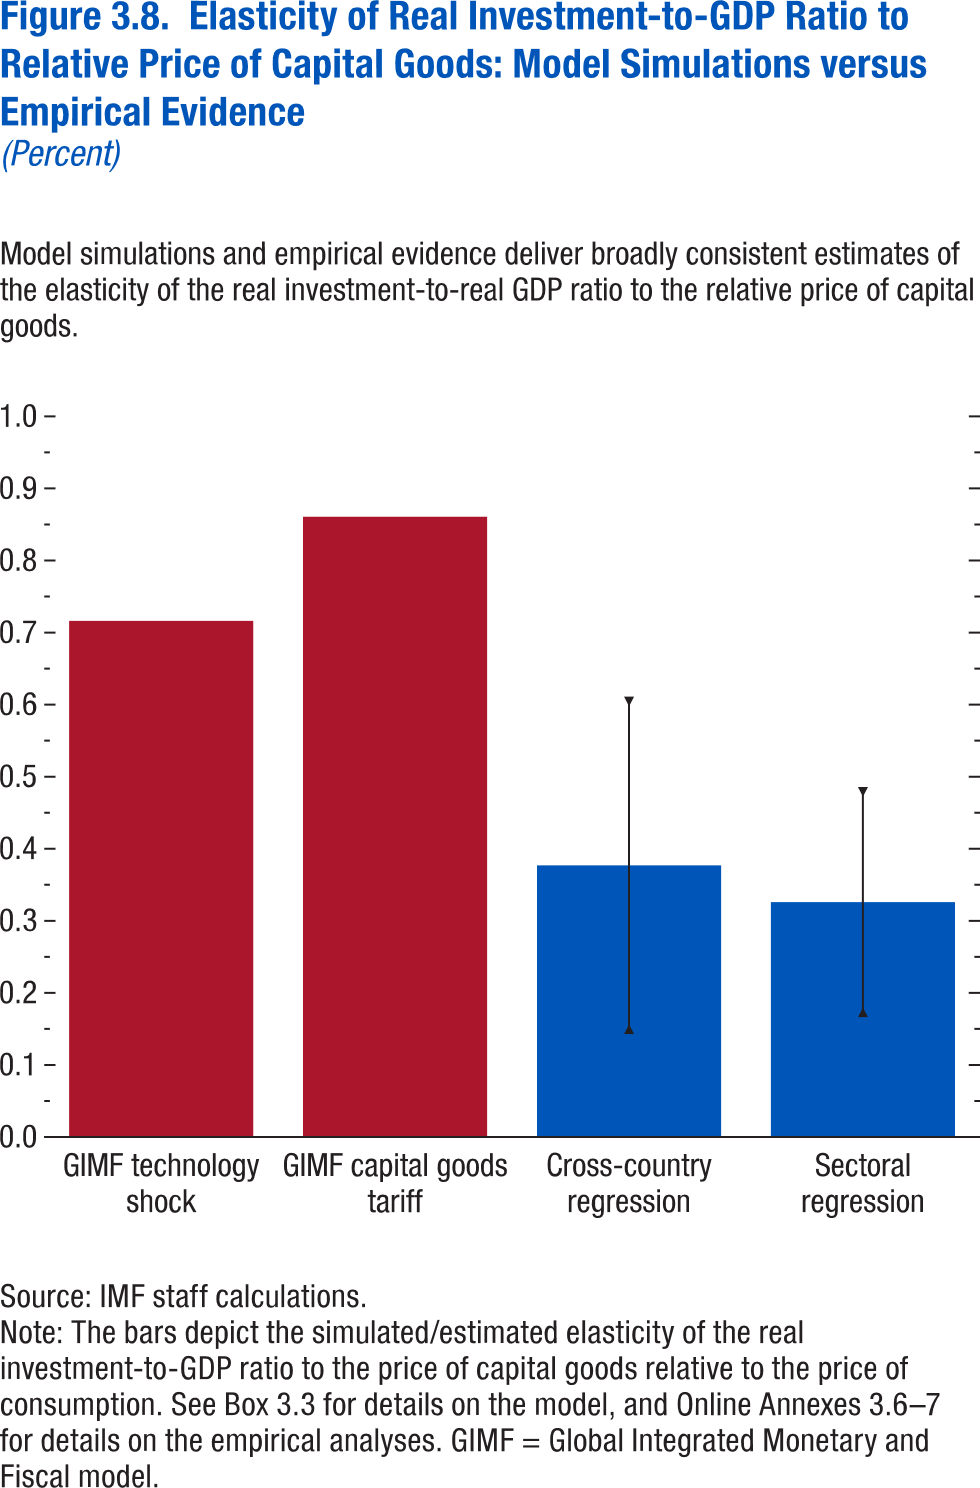 Figure 3.8.  Elasticity of Real Investment-to-GDP Ratio to
Relative Price of Capital Goods: Model Simulations versus
Empirical Evidence
(Percent)
Model simulations and empirical evidence deliver broadly consistent estimates of
the elasticity of the real investment-to-real GDP ratio to the relative price of capital
goods.
1.0
0.9
0.8
0.7
0.6
0.5
0.4
0.3
0.2
0.1
0.0
GIMF technology
shock
GIMF capital goods
tariff
Cross-country
regression
Sectoral
regression
Source: IMF staff calculations.
Note: The bars depict the simulated/estimated elasticity of the real
investment-to-GDP ratio to the price of capital goods relative to the price of
consumption. See Box 3.3 for details on the model, and Online Annexes 3.6–7
for details on the empirical analyses. GIMF = Global Integrated Monetary and
Fiscal model.